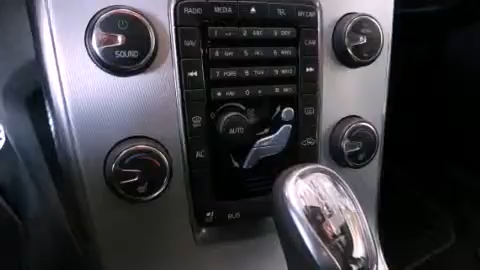 RADIO MEDIA TEL MY CAR
SOUND
NAV 1 2 ABC 3 DEF CAM
4 GHI 5 JKL 6 MNO
7 PQRS 8 TUV 9 WXYZ
0
AUTO
AC